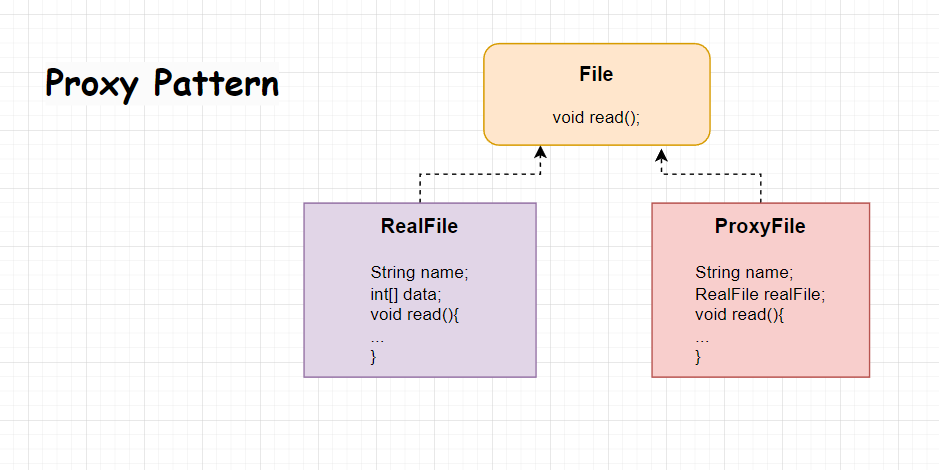 Proxy Pattern
File
void read();
RealFile
String name;
int[] data;
void read(){
...
}
ProxyFile
String name;
RealFile realFile;
void read(){
...
}